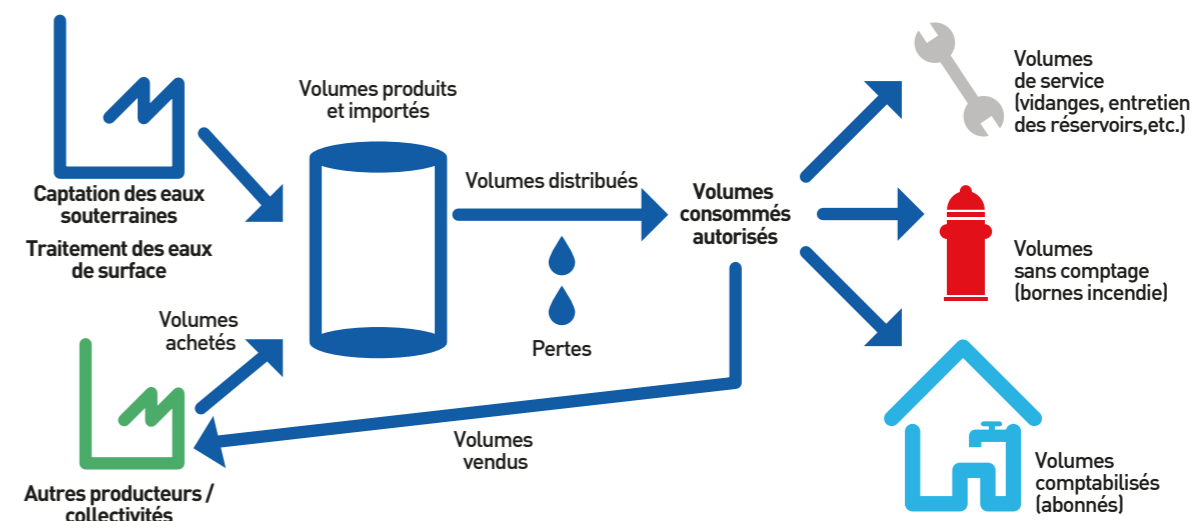 Captation des eaux
souterraines
Traitement des eaux
de surface
Volumes
achetés
Autres producteurs /
collectivités
Volumes produits
et importés
Volumes distribués
Pertes
Volumes
vendus
Volumes
consommés
autorisés
Volumes
de service
(vidanges, entretien
des réservoirs,etc.)
Volumes
sans comptage
(bornes incendie)
Volumes
comptabilisés
(abonnés)